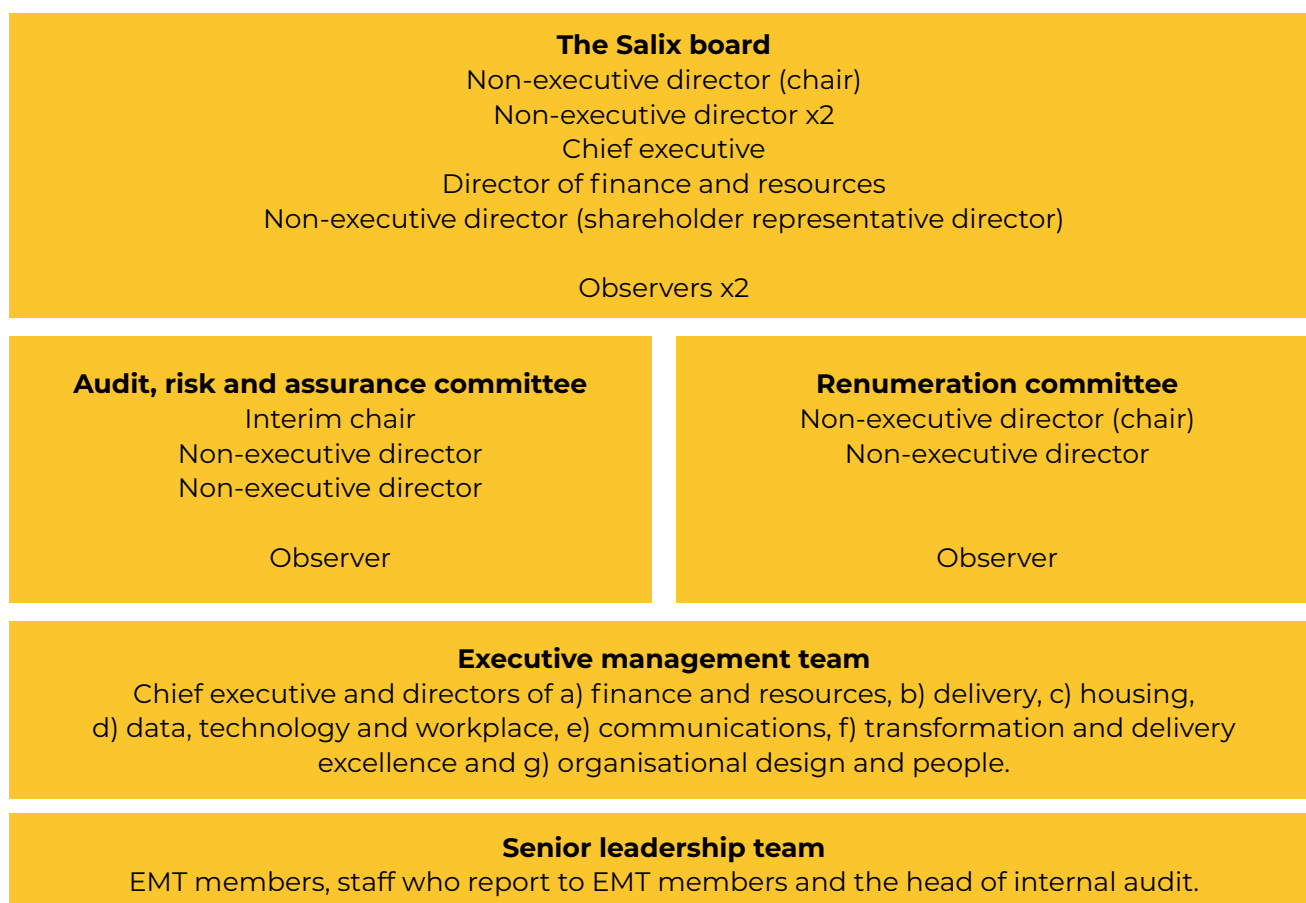 The Salix board
Non-executive director (chair)
Non-executive director x2
Chief executive
Director of finance and resources
Non-executive director (shareholder representative director)
Observers x2
Audit, risk and assurance committee
Interim chair
Non-executive director
Non-executive director
Observer
Renumeration committee
Non-executive director (chair)
Non-executive director
Observer
Executive management team
Chief executive and directors of a) finance and resources, b) delivery, c) housing,
d) data, technology and workplace, e) communications, f) transformation and delivery
excellence and g) organisational design and people.
Senior leadership team
EMT members, staff who report to EMT members and the head of internal audit.